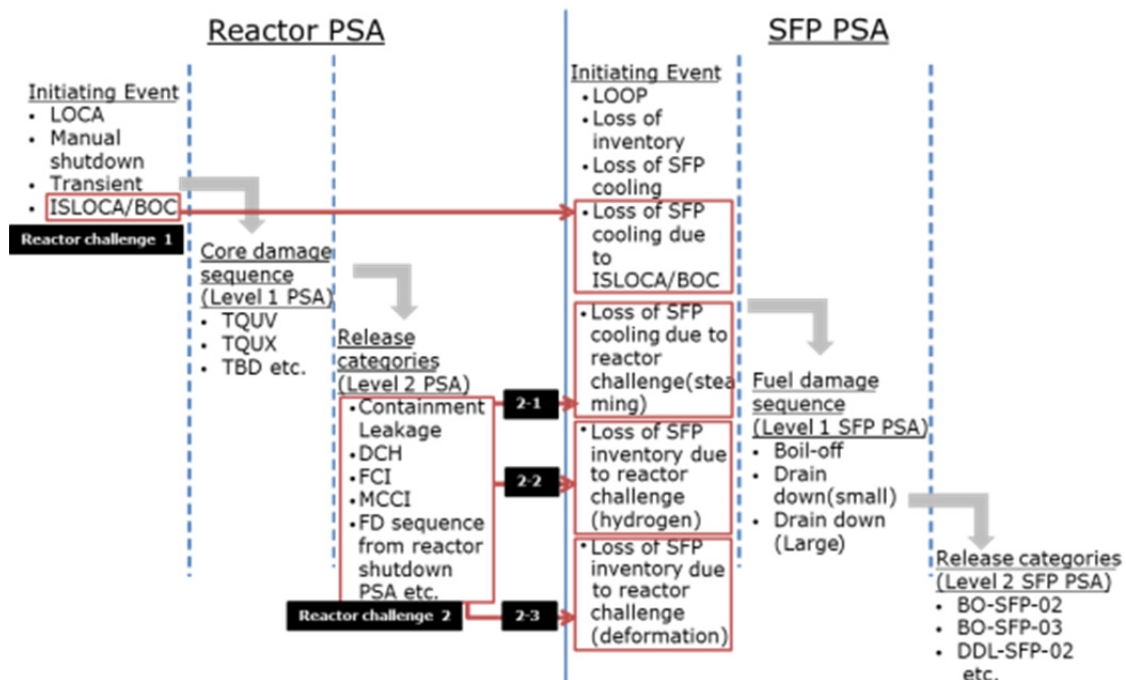 Reactor PSA
Initiating Event
• LOCA
• Manual
shutdown
• Transient
• ISLOCA/BOC
Reactor challenge 1
Core damage
sequence
(Level 1 PSA)
• TQUV
• TQUX
• TBD etc.
Release
categories
(Level 2 PSA)
•Containment
Leakage
•DCH
•FCI
•MCCI
•FD sequence
from reactor
shutdown
PSA etc.
Reactor challenge 2
2-1
2-2
2-3
SFP PSA
Initiating Event
•LOOP
•Loss of
inventory
•Loss of SFP
cooling
•Loss of SFP
cooling due
to
ISLOCA/BOC
•Loss of SFP
cooling due to
reactor
challenge(stea
ming)
•Loss of SFP
inventory due
to reactor
challenge
(hydrogen)
•Loss of SFP
inventory due
to reactor
challenge
(deformation)
Fuel damage
sequence
(Level 1 SFP PSA)
• Boil-off
• Drain
down(small)
• Drain down
(Large)
Release categories
(Level 2 SFP PSA)
• BO-SFP-02
• BO-SFP-03
• DDL-SFP-02
etc.